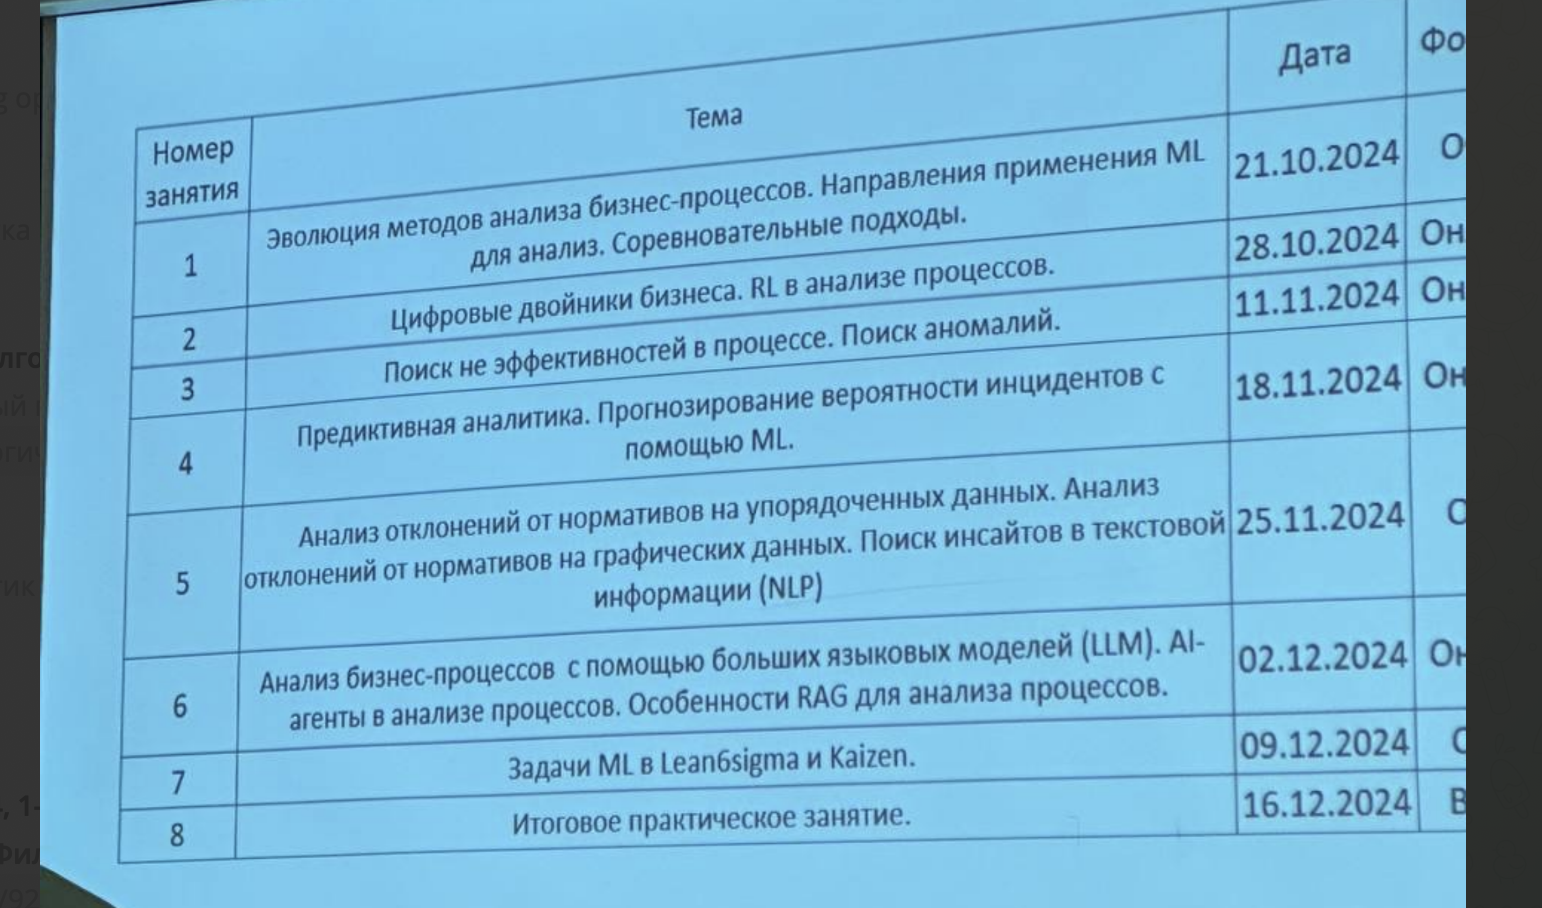 Номер
занятия
Тема
Дата
Фо
1
Эволюция методов анализа бизнес-процессов. Направления применения ML
для анализ. Соревновательные подходы.
21.10.2024
О
2
Цифровые двойники бизнеса. RL в анализе процессов.
28.10.2024
Он
3
Поиск не эффективностей в процессе. Поиск аномалий.
11.11.2024
Он
4
Предиктивная аналитика. Прогнозирование вероятности инцидентов с
помощью ML.
18.11.2024
Он
5
Анализ отклонений от нормативов на упорядоченных данных. Анализ
отклонений от нормативов на графических данных. Поиск инсайтов в текстовой
информации (NLP)
25.11.2024
О
6
Анализ бизнес-процессов с помощью больших языковых моделей (LLM). AI-
агенты в анализе процессов. Особенности RAG для анализа процессов.
02.12.2024
Он
7
Задачи ML в Lean6sigma и Kaizen.
09.12.2024
О
8
Итоговое практическое занятие.
16.12.2024
В